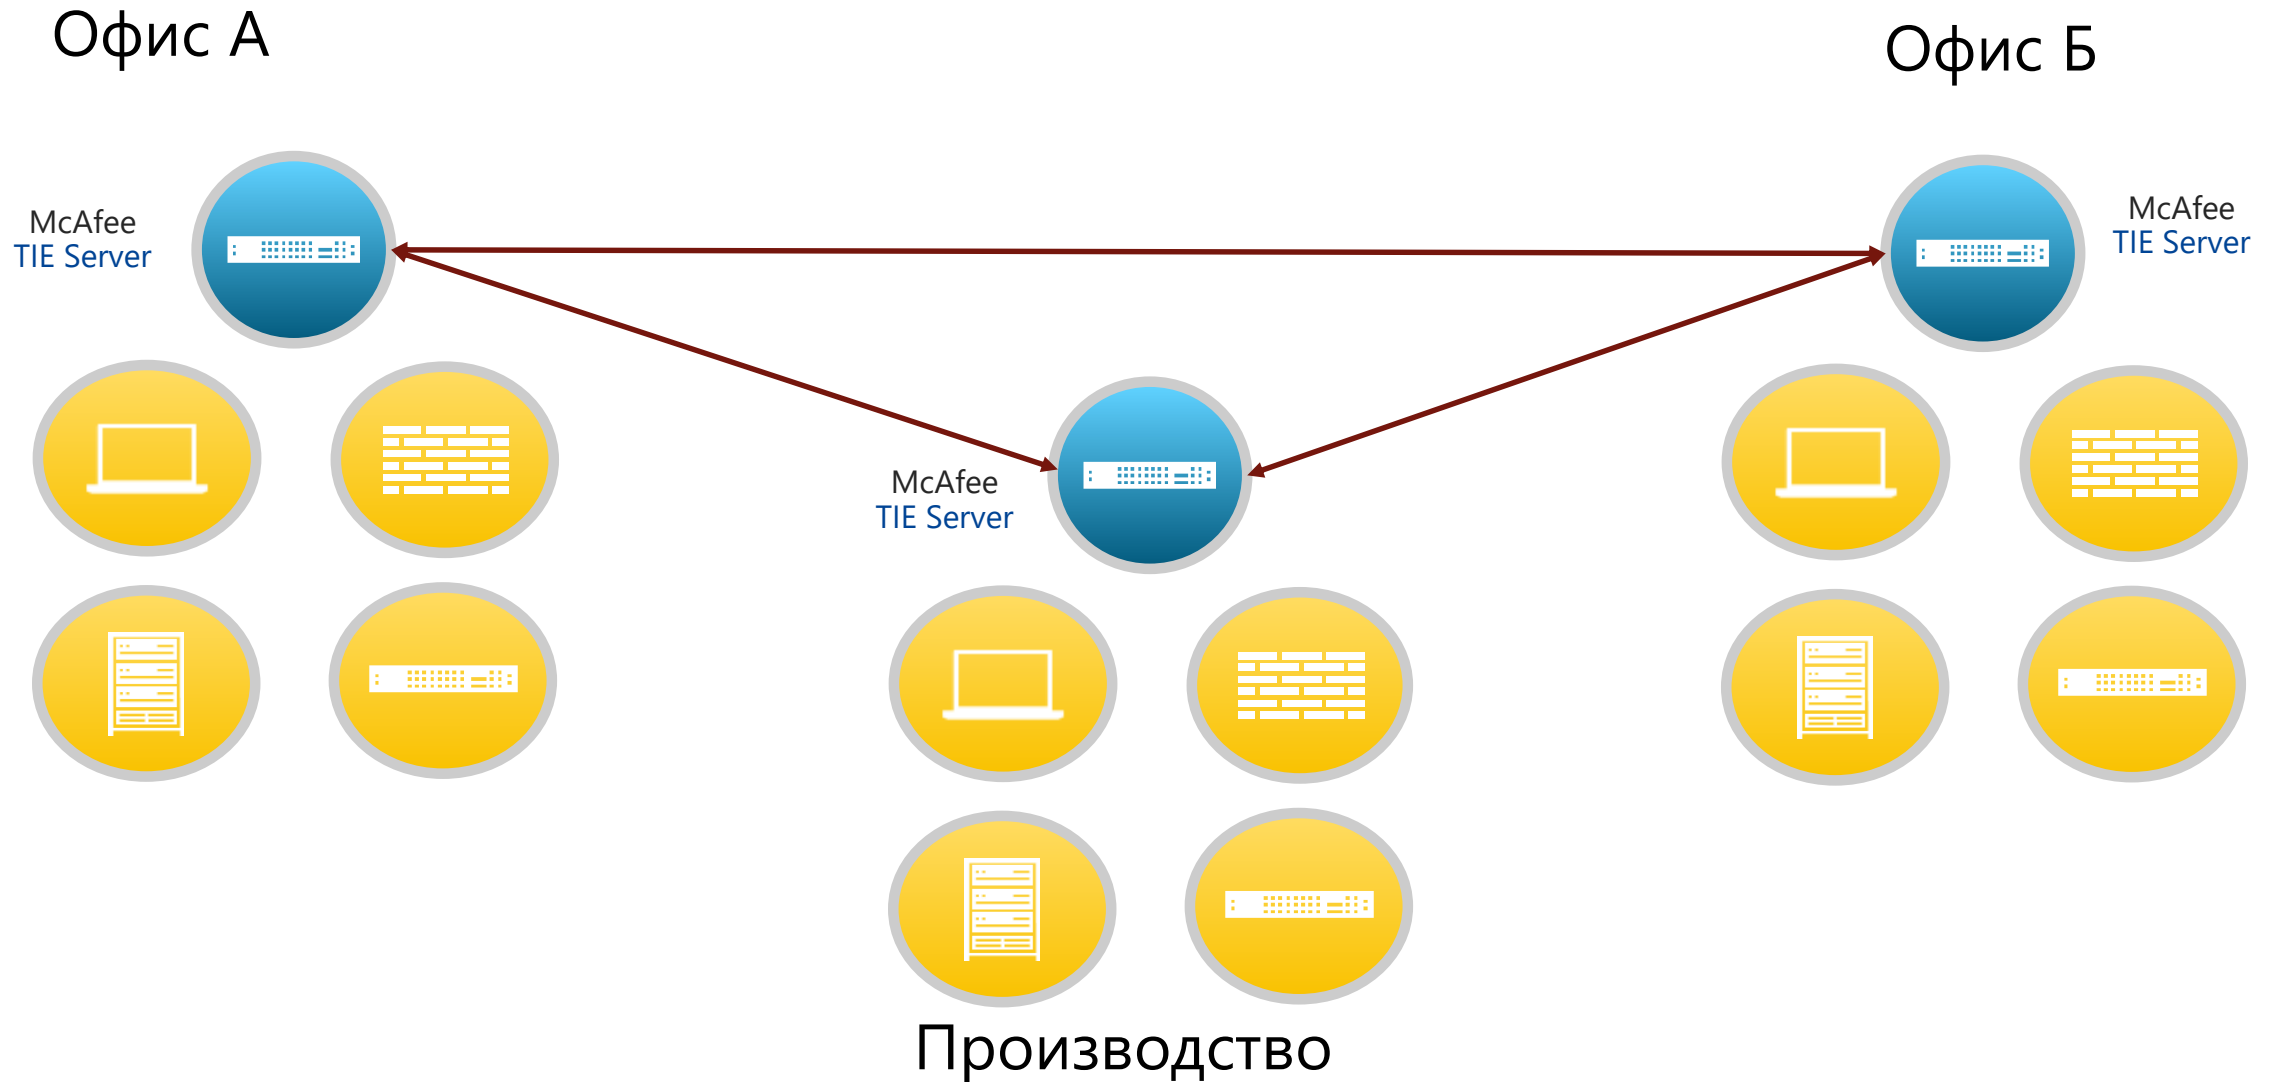 Офис А
Офис Б
McAfee
TIE Server
McAfee
TIE Server
McAfee
TIE Server
Производство